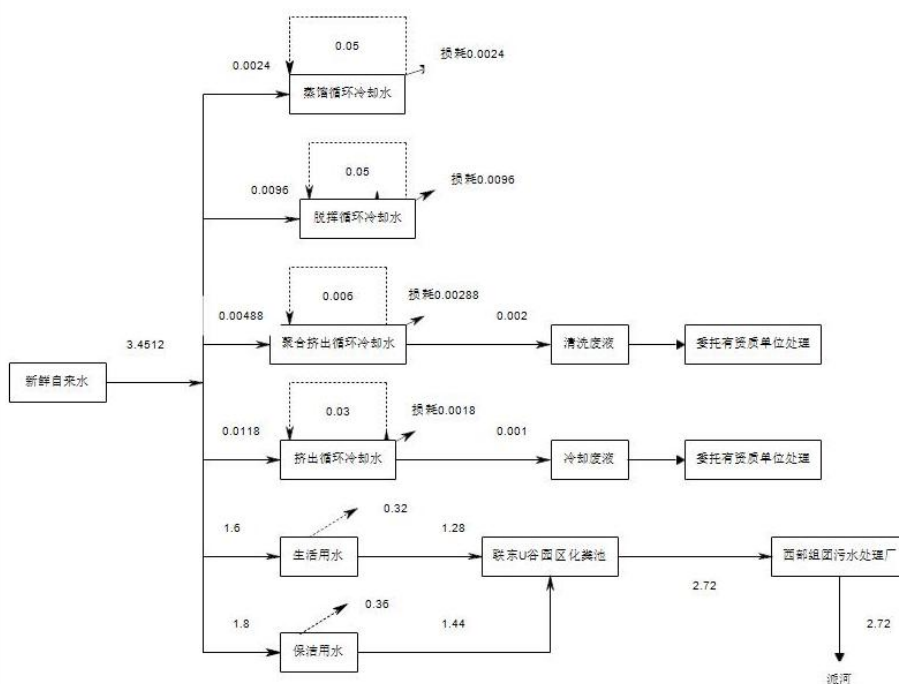 0.05
损耗0.0024
0.0024
蒸馏循环冷却水
0.05
损耗0.0096
0.0096
脱挥循环冷却水
0.006
损耗0.00288
0.00488
0.002
聚合挤出循环冷却水
清洗废液
委托有资质单位处理
3.4512
新鲜自来水
0.03
损耗0.0018
0.0118
0.001
挤出循环冷却水
冷却废液
委托有资质单位处理
0.32
1.6
1.28
生活用水
联东U谷园区化粪池
西部组团污水处理厂
2.72
0.36
1.8
1.44
2.72
保洁用水
派河